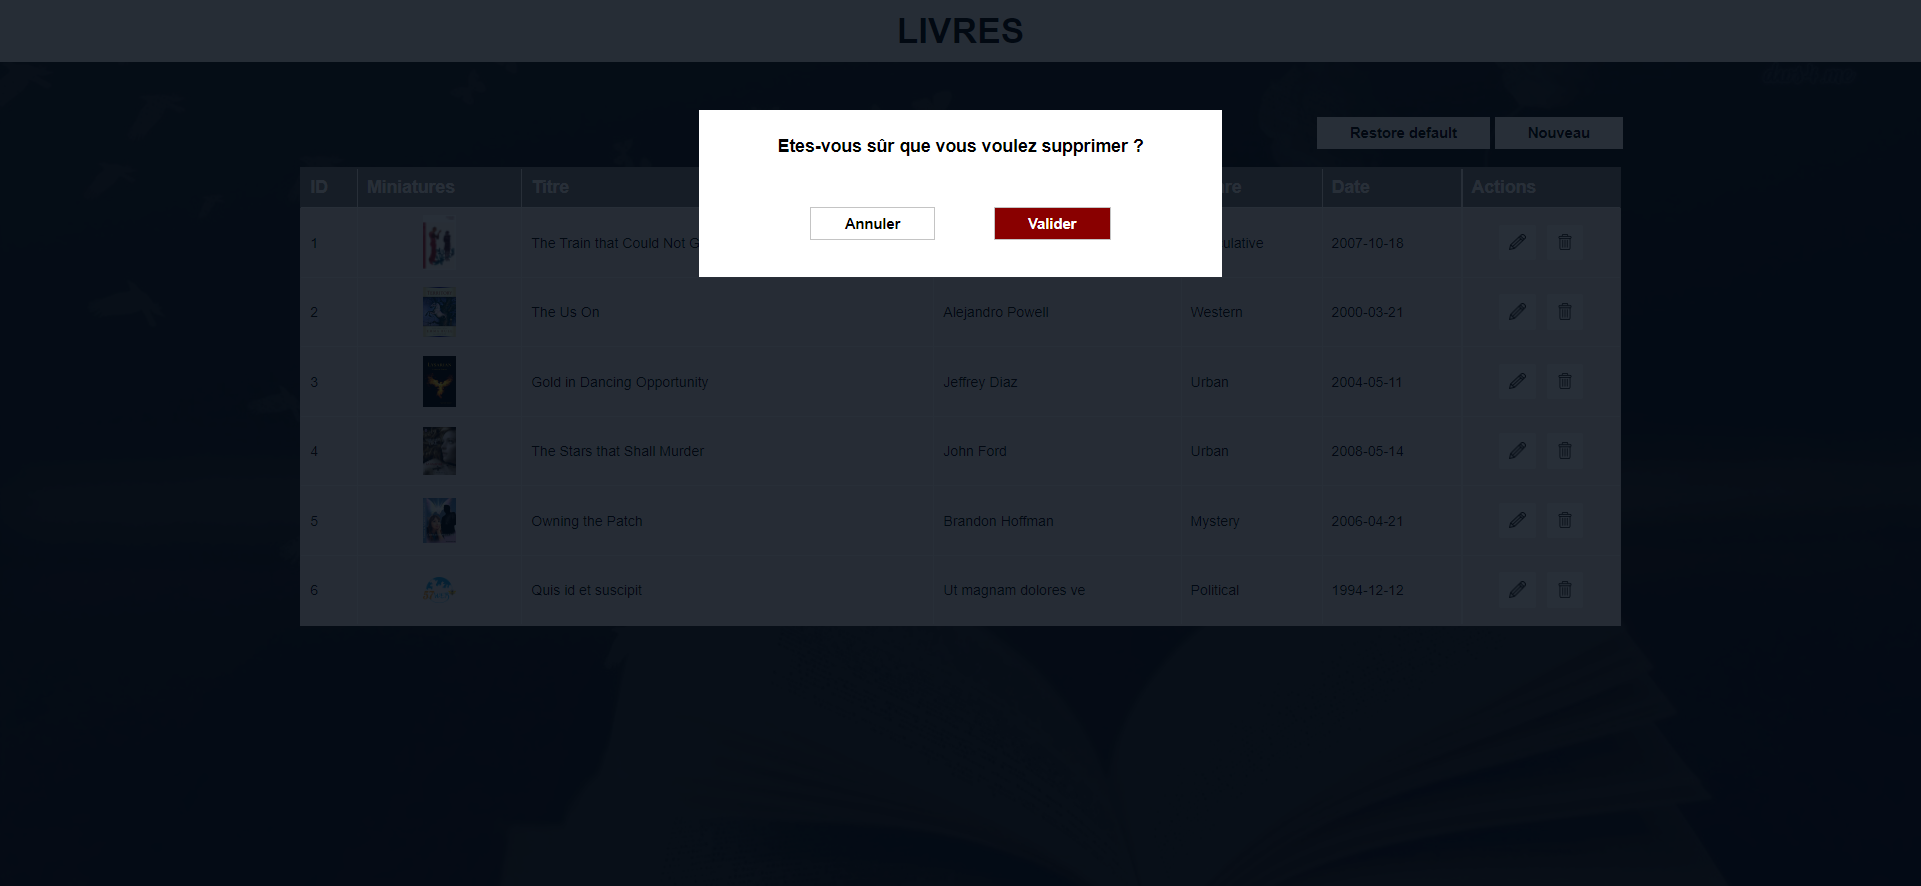 LIVRES
Etes-vous sûr que vous voulez supprimer ?
Annuler
Valider
Restore default
Nouveau
ID Miniatures Titre re Date Actions
1 The Train that Could Not G ulative 2007-10-18
2 The Us On Alejandro Powell Western 2000-03-21
3 Gold in Dancing Opportunity Jeffrey Diaz Urban 2004-05-11
4 The Stars that Shall Murder John Ford Urban 2008-05-14
5 Owning the Patch Brandon Hoffman Mystery 2006-04-21
6 Quis id et suscipit Ut magnam dolores ve Political 1994-12-12